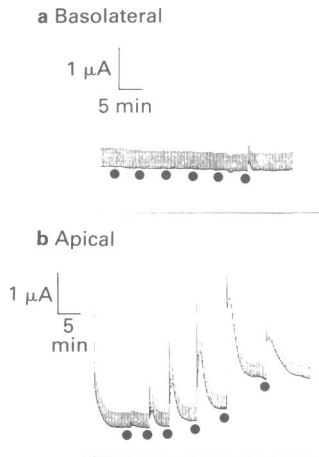 a Basolateral
1 μA
5 min
b Apical
1 μA
5
min